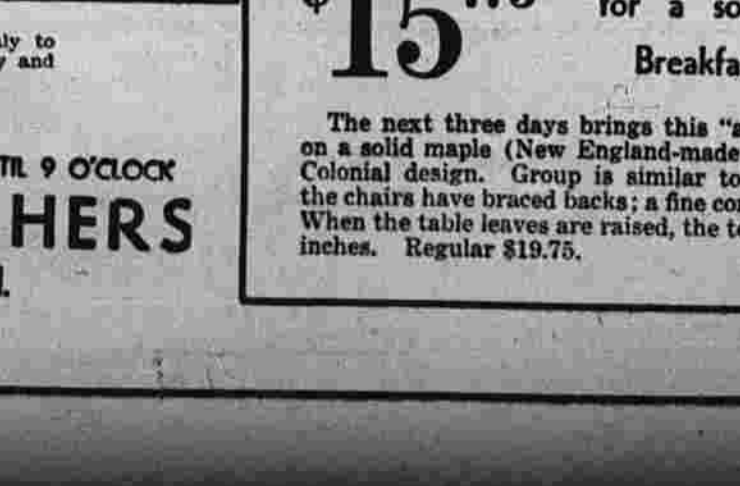 ly to
and
9 O'CLOCK
HERS
$15
for a so
Breakfa
The next three days brings this "a
on a solid maple (New England-made
Colonial design. Group is similar to
the chairs have braced backs; a fine co
When the table leaves are raised, the t
inches. Regular $19.75.